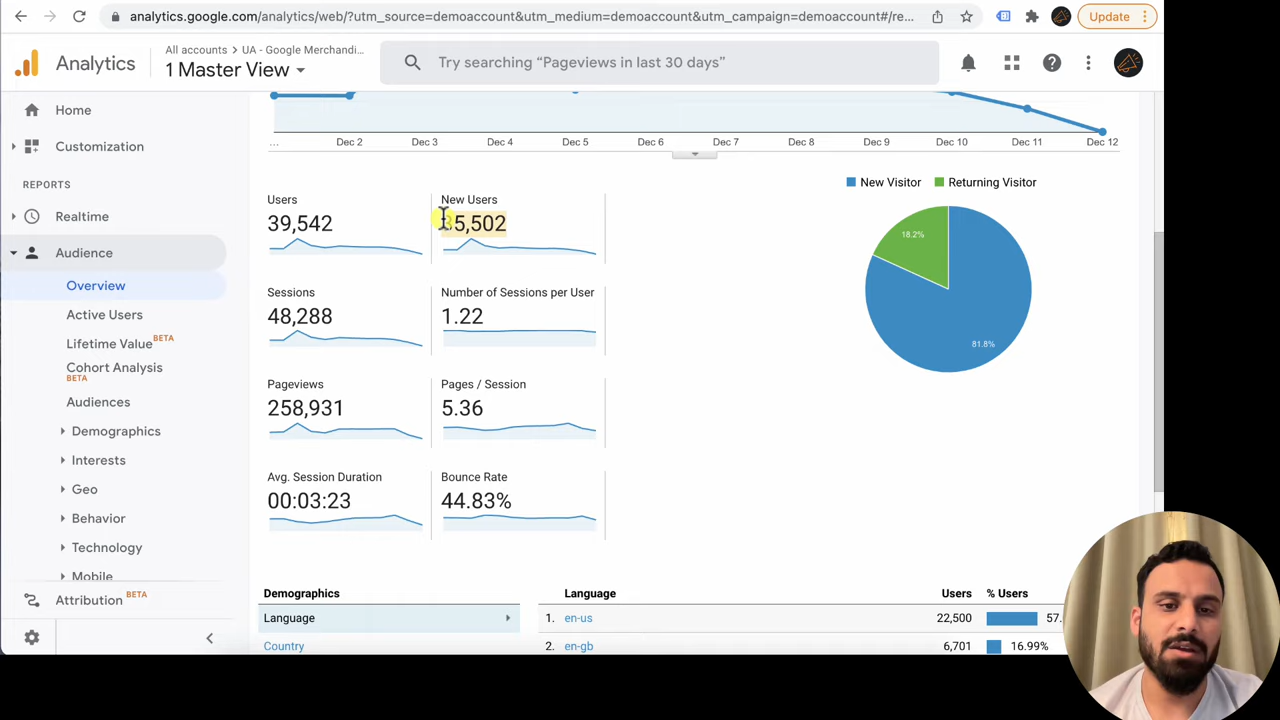 analytics.google.com/analytics/web/?utm_source=demoaccount&utm_medium=demoaccount&utm_campaign=demoaccount#/re...
Update
Analytics
All accounts > UA - Google Merchandi...
1 Master View
Try searching “Pageviews in last 30 days”
Home
Customization
REPORTS
Realtime
Audience
Overview
Active Users
Lifetime Value BETA
Cohort Analysis
BETA
Audiences
Demographics
Interests
Geo
Behavior
Technology
Mobile
Attribution BETA
... Dec 2 Dec 3 Dec 4 Dec 5 Dec 6 Dec 7 Dec 8 Dec 9 Dec 10 Dec 11 Dec 12
New Visitor Returning Visitor
18.2%
81.8%
Users
39,542
New Users
35,502
Sessions
48,288
Number of Sessions per User
1.22
Pageviews
258,931
Pages / Session
5.36
Avg. Session Duration
00:03:23
Bounce Rate
44.83%
Demographics
Language
Country
Language Users % Users
1. en-us 22,500 57.
2. en-gb 6,701 16.99%